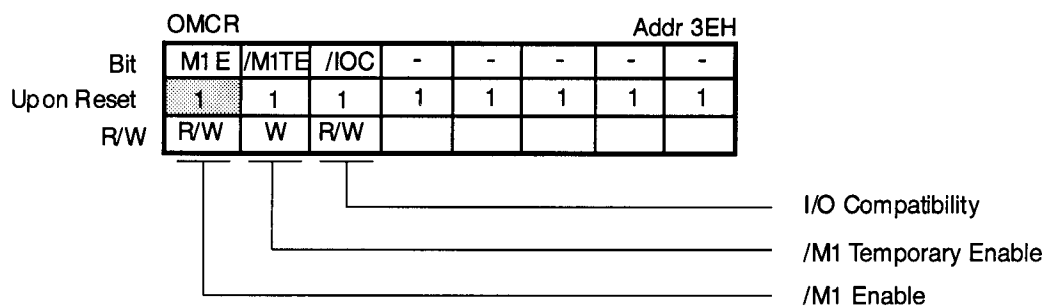 OMCR Addr 3EH
Bit M1E /M1TE /IOC - - - - -
Upon Reset 1 1 1 1 1 1 1 1
R/W R/W W R/W
I/O Compatibility
/M1 Temporary Enable
/M1 Enable